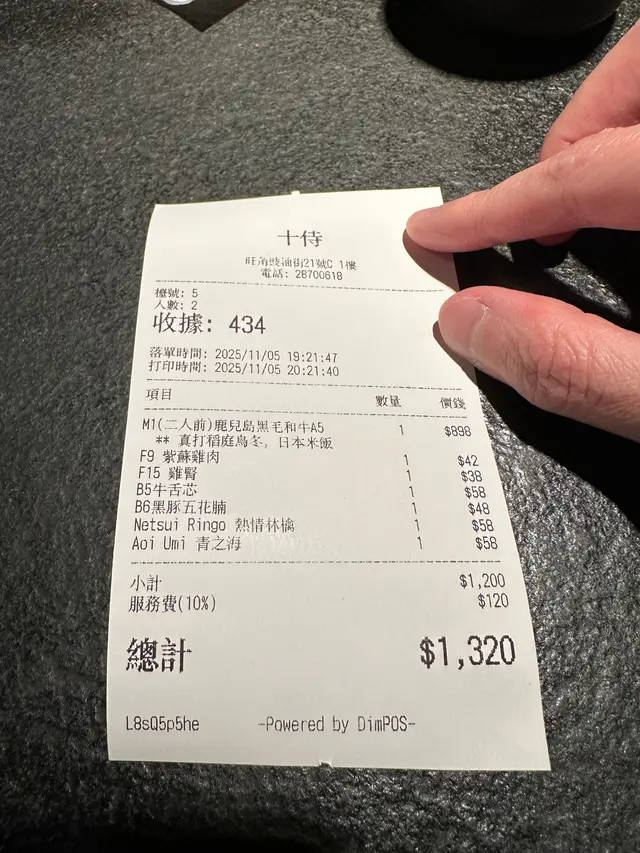 十侍
旺角豉油街21號C 1樓
電話: 28700618
檯號: 5
人數: 2
收據: 434
落單時間: 2025/11/05 19:21:47
打印時間: 2025/11/05 20:21:40
項目 數量 價錢
M1(二人前)鹿兒島黑毛和牛A5 1 $898
** 真打稻庭烏冬, 日本米飯
F9 紫蘇雞肉 1 $42
F15 雞腎 1 $38
B5牛舌芯 1 $58
B6黑豚五花腩 1 $48
Netsui Ringo 熱情林檎 1 $58
Aoi Umi 青之海 1 $58
小計 $1,200
服務費(10%) $120
總計 $1,320
L8sQ5p5he -Powered by DimPOS-